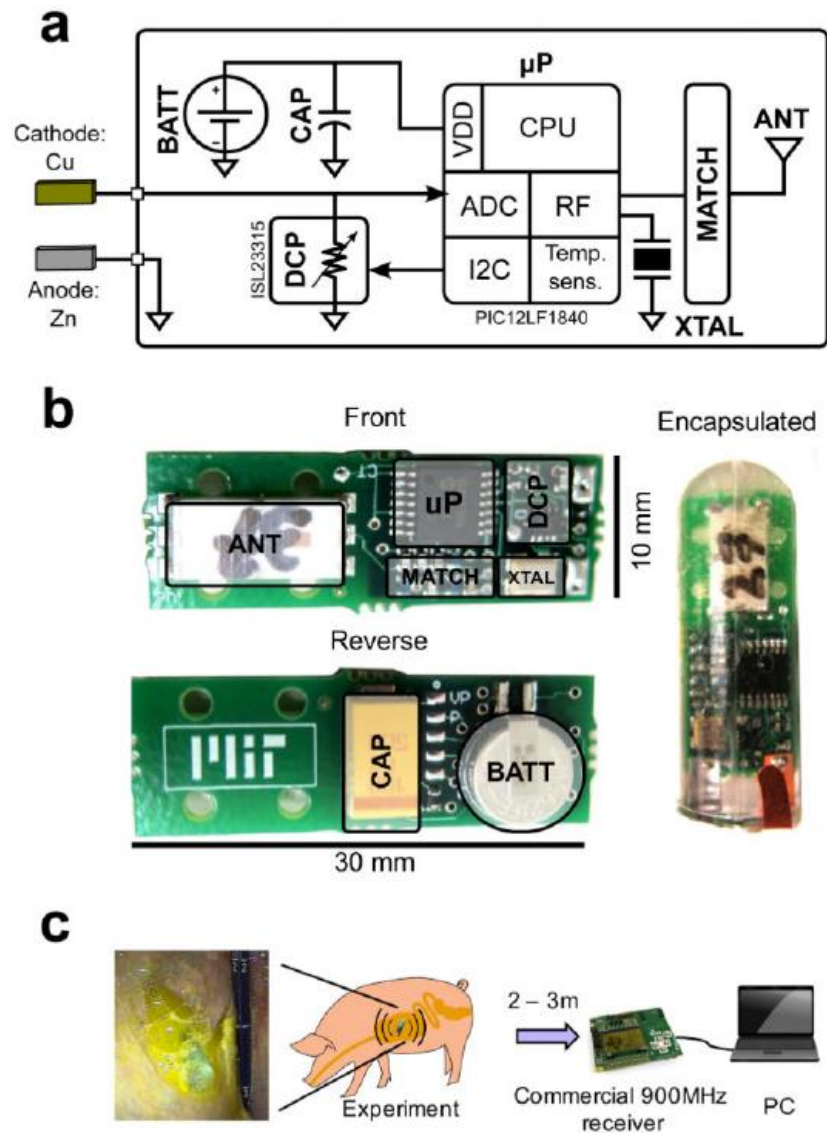 a
BATT
+
-
CAP
µP
VDD
CPU
ADC
RF
I2C
Temp.
sens.
PIC12LF1840
MATCH
ANT
XTAL
Cathode:
Cu
Anode:
Zn
ISL23315
DCP
b
Front
ANT
uP
DCP
MATCH
XTAL
10 mm
Reverse
MIT
CAP
BATT
30 mm
Encapsulated
c
Experiment
2 – 3m
Commercial 900MHz
receiver
PC